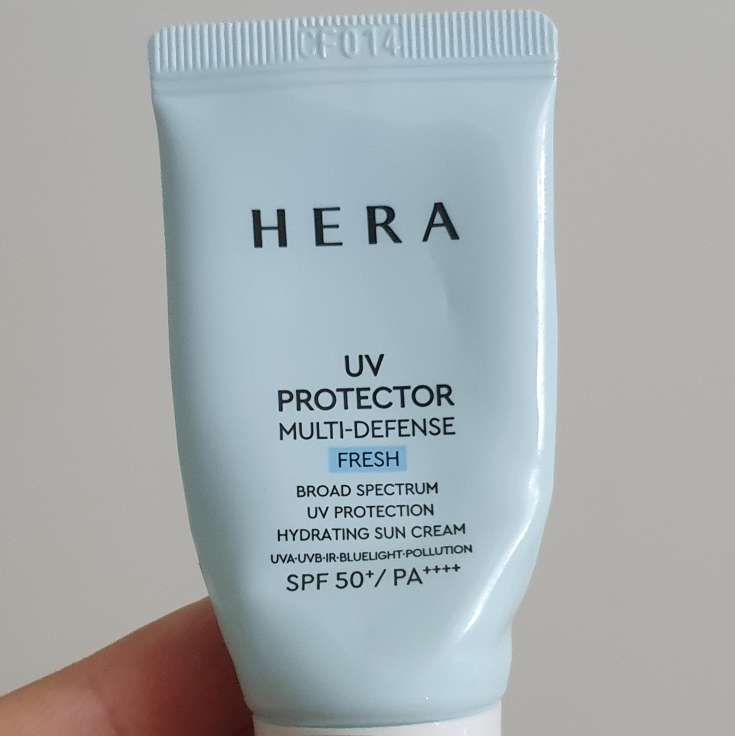 CF014
HERA
UV
PROTECTOR
MULTI-DEFENSE
FRESH
BROAD SPECTRUM
UV PROTECTION
HYDRATING SUN CREAM
UVA·UVB·IR·BLUELIGHT·POLLUTION
SPF 50⁺/ PA⁺⁺⁺⁺